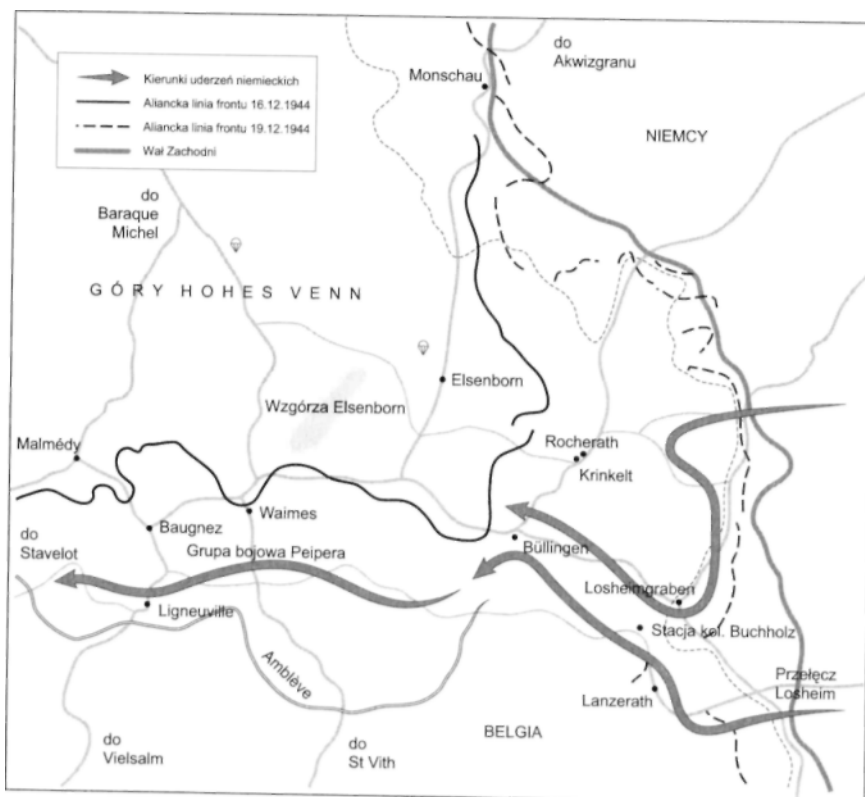 do
Akwizgranu
Monschau
Kierunki uderzeń niemieckich
Aliancka linia frontu 16.12.1944
Aliancka linia frontu 19.12.1944
Wał Zachodni
NIEMCY
do
Baraque
Michel
GÓRY HOHES VENN
Elsenborn
Wzgórza Elsenborn
Malmédy
Rocherath
Krinkelt
Waimes
Baugnez
do
Stavelot
Grupa bojowa Peipera
Büllingen
Losheimgraben
Ligneuville
Stacja kol. Buchholz
Amblève
Przełęcz
Losheim
Lanzerath
BELGIA
do
Vielsalm
do
St Vith